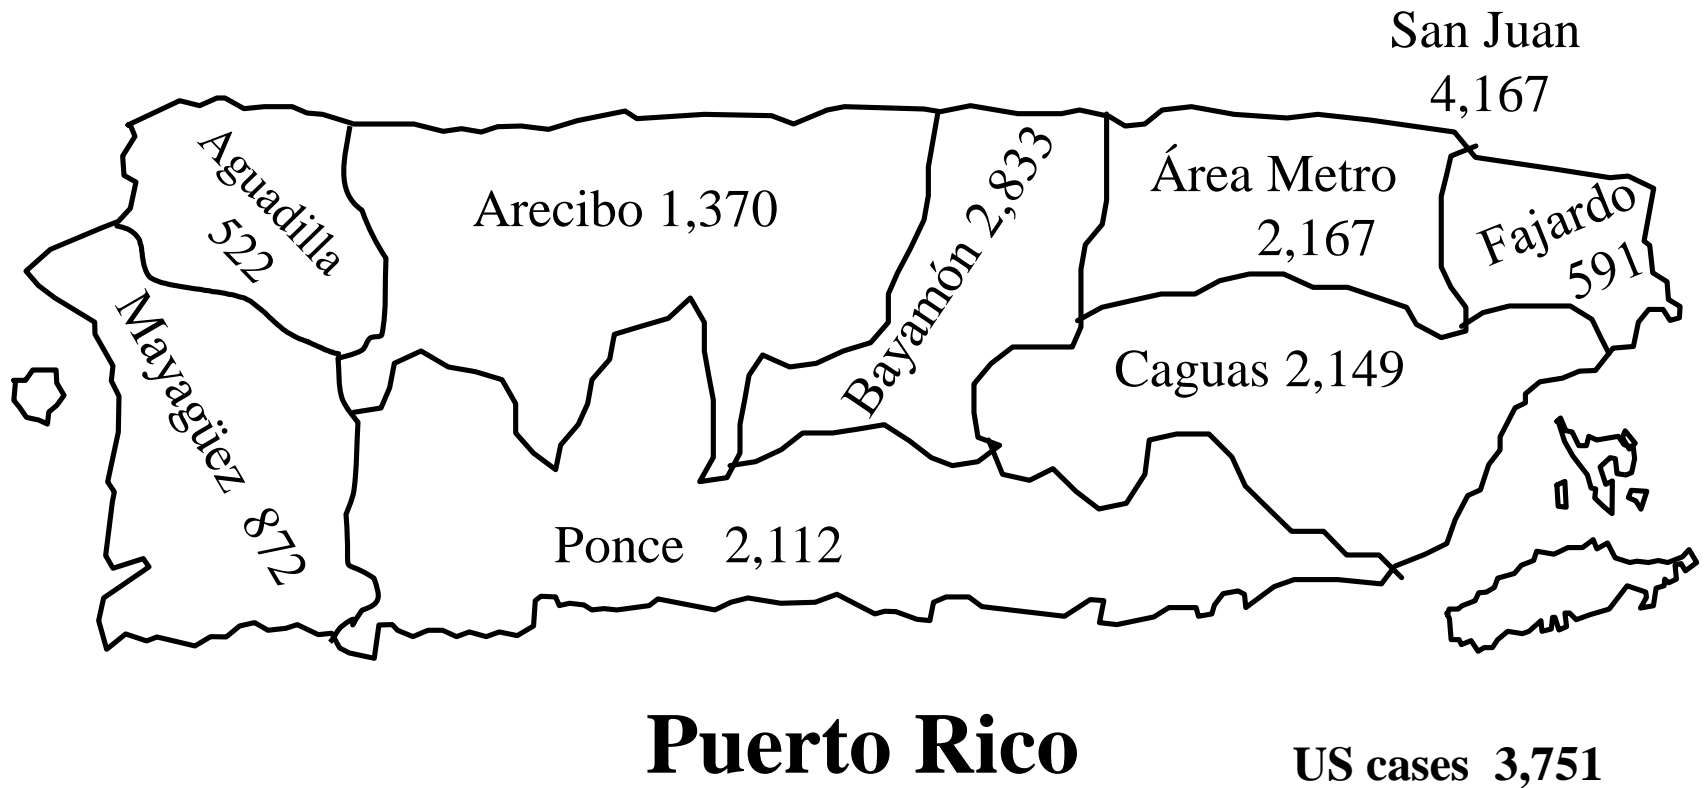 San Juan
4,167
Aguadilla
522
Arecibo 1,370
Bayamón 2,833
Área Metro
2,167
Fajardo
591
Mayagüez 872
Caguas 2,149
Ponce 2,112
Puerto Rico
US cases 3,751